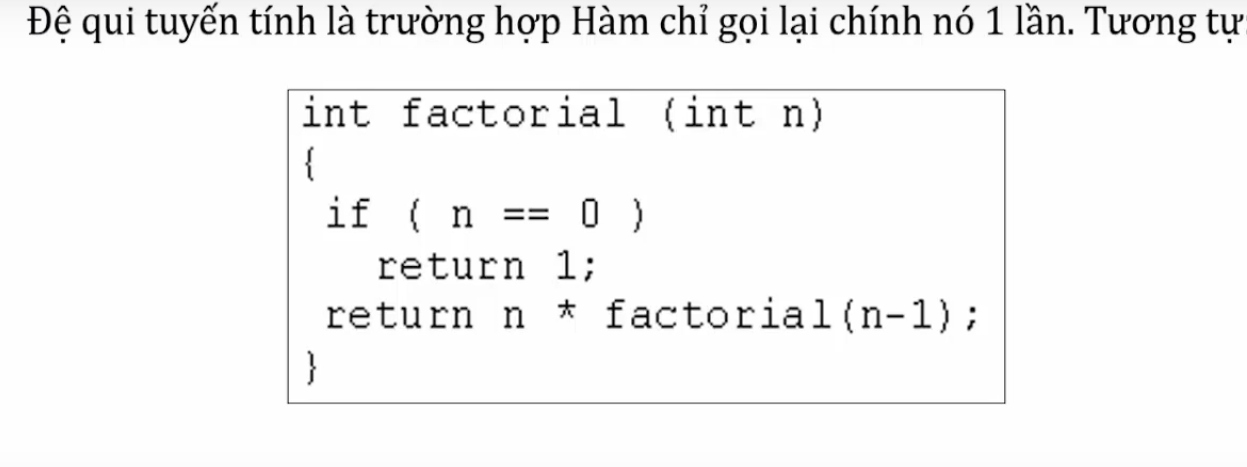 Đệ qui tuyến tính là trường hợp Hàm chỉ gọi lại chính nó 1 lần. Tương tự
int factorial (int n)
{
if ( n == 0 )
return 1;
return n * factorial(n-1);
}